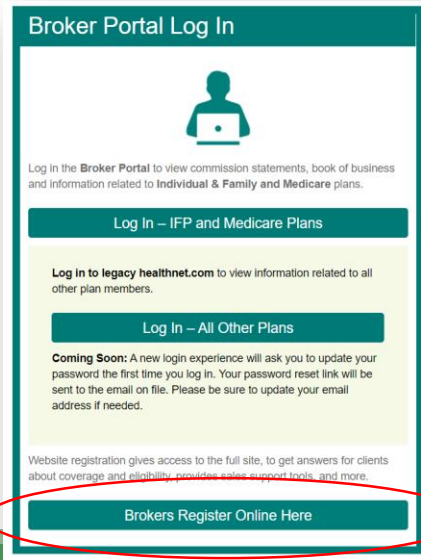 Broker Portal Log In
Log in the Broker Portal to view commission statements, book of business
and information related to Individual & Family and Medicare plans.
Log In – IFP and Medicare Plans
Log in to legacy healthnet.com to view information related to all
other plan members.
Log In – All Other Plans
Coming Soon: A new login experience will ask you to update your
password the first time you log in. Your password reset link will be
sent to the email on file. Please be sure to update your email
address if needed.
Website registration gives access to the full site, to get answers for clients
about coverage and eligibility, provides sales support tools, and more.
Brokers Register Online Here